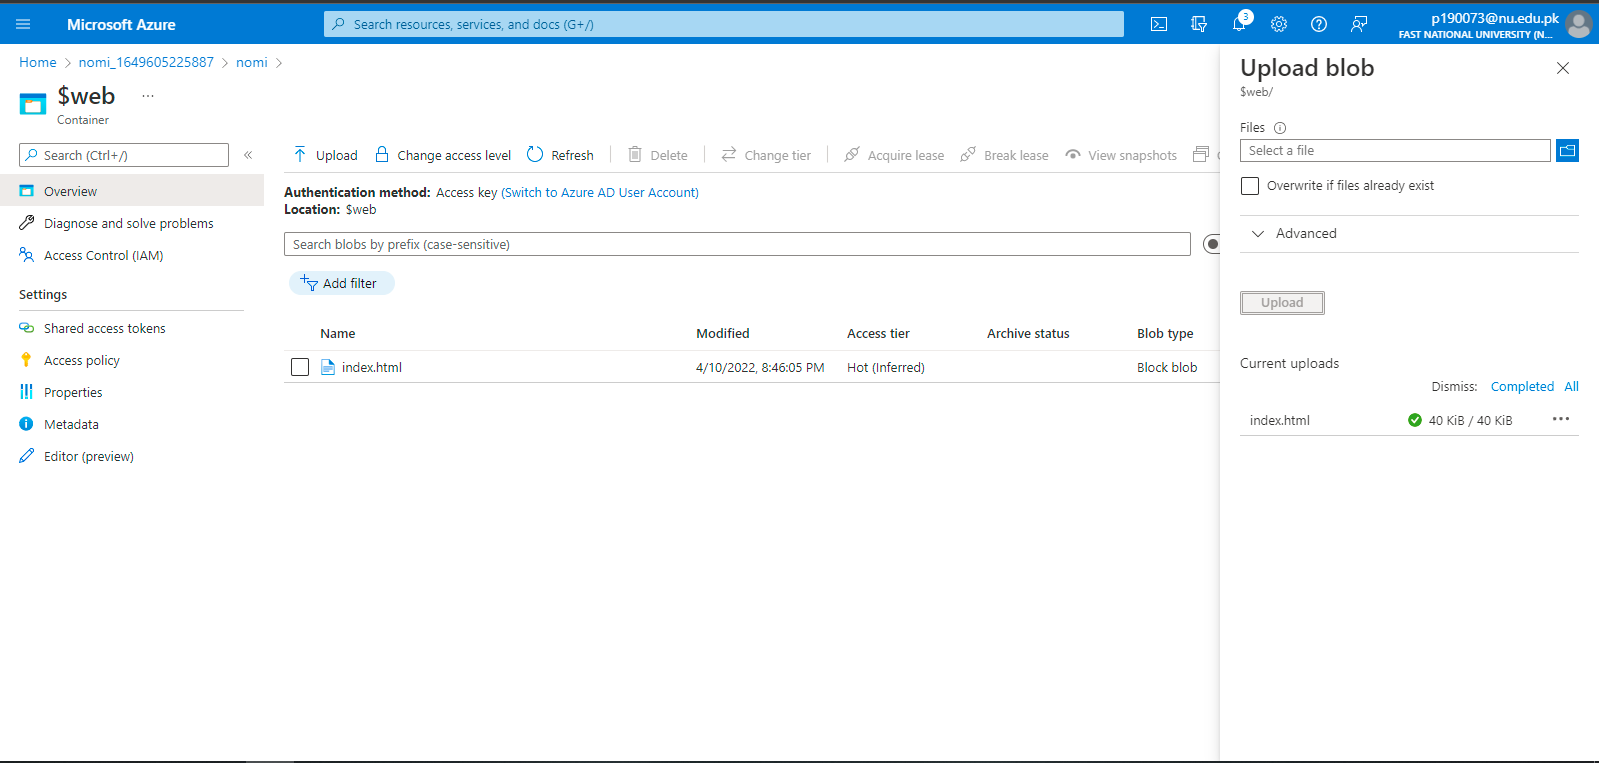 Microsoft Azure
Search resources, services, and docs (G+/)
3
p190073@nu.edu.pk
FAST NATIONAL UNIVERSITY (N...
Home > nomi_1649605225887 > nomi >
$web
...
Container
Search (Ctrl+/)
«
Overview
Diagnose and solve problems
Access Control (IAM)
Settings
Shared access tokens
Access policy
Properties
Metadata
Editor (preview)
Upload
Change access level
Refresh
Delete
Change tier
Acquire lease
Break lease
View snapshots
Authentication method: Access key (Switch to Azure AD User Account)
Location: $web
Search blobs by prefix (case-sensitive)
Add filter
Name Modified Access tier Archive status Blob type
index.html 4/10/2022, 8:46:05 PM Hot (Inferred) Block blob
Upload blob
$web/
Files
Select a file
Overwrite if files already exist
Advanced
Upload
Current uploads
Dismiss: Completed All
index.html 40 KiB / 40 KiB ...